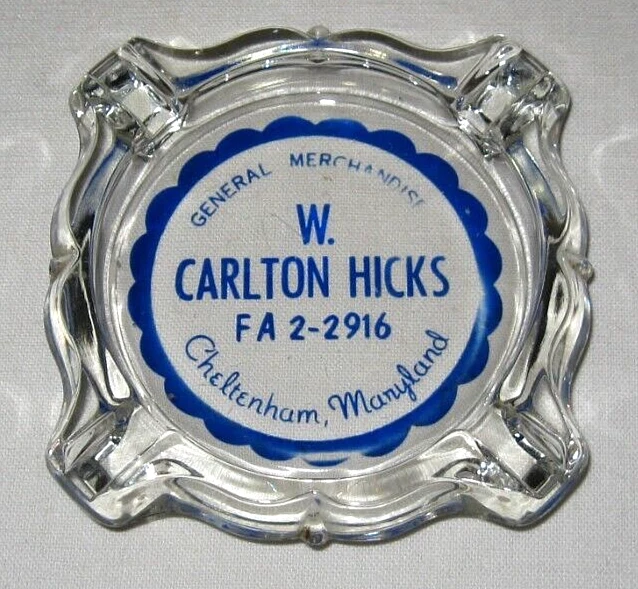 GENERAL MERCHANDISE
W.
CARLTON HICKS
FA 2-2916
Cheltenham, Maryland